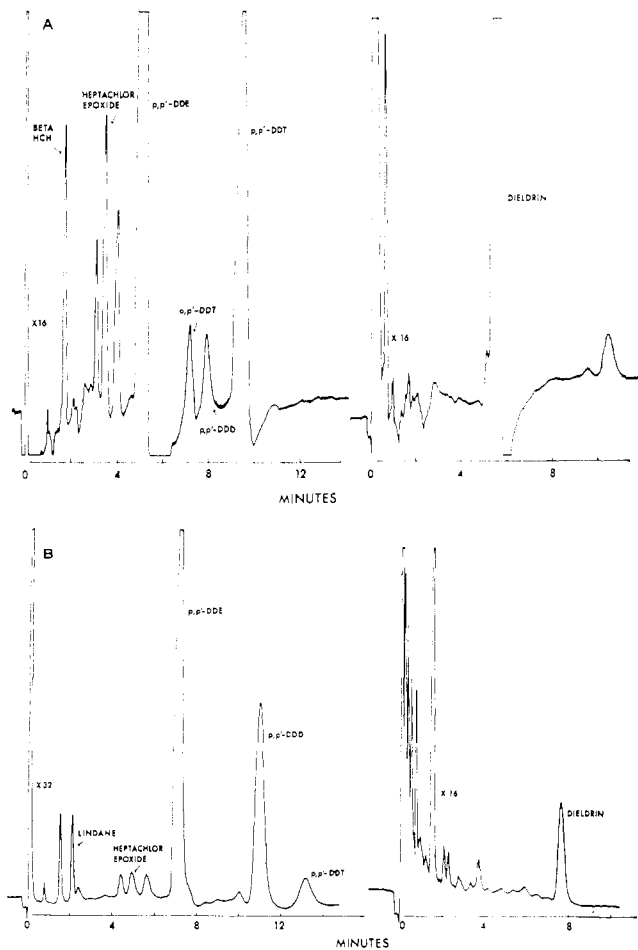 A
HEPTACHLOR
EPOXIDE
BETA
HCH
p,p'-DDE
p,p'-DDT
X16
o,p'-DDT
p,p'-DDD
0 4 8 12
DIELDRIN
X 16
0 4 8
MINUTES
B
p,p'-DDE
p,p'-DDD
X 32
LINDANE
HEPTACHLOR
EPOXIDE
p,p'-DDT
0 4 8 12
X 16
DIELDRIN
0 4 8
MINUTES